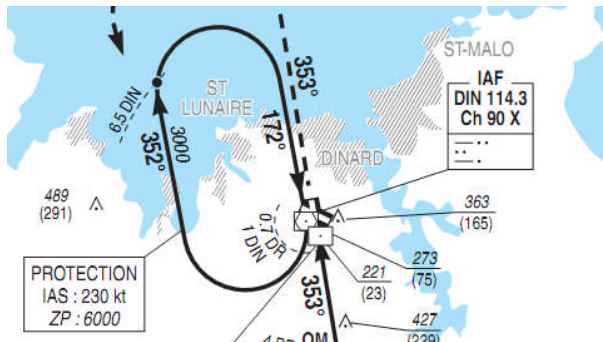 ST-MALO
IAF
DIN 114.3
Ch 90 X
353°
ST
LUNAIRE
6.5 DIN
3000
352°
172°
DINARD
489
(291)
363
(165)
0.7 DR
1 DIN
273
(75)
221
(23)
PROTECTION
IAS : 230 kt
ZP : 6000
353°
427
(229)
OM